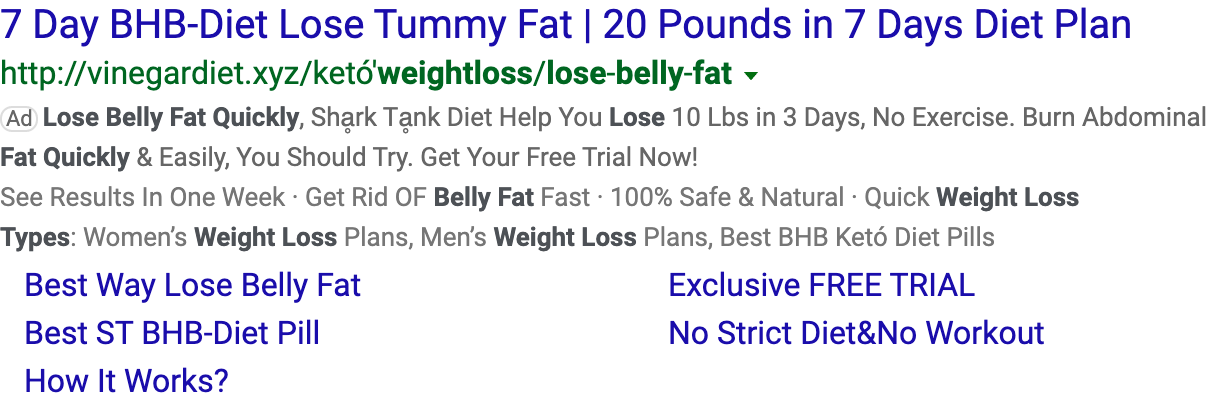 7 Day BHB-Diet Lose Tummy Fat | 20 Pounds in 7 Days Diet Plan
http://vinegardiet.xyz/ketó'weightloss/lose-belly-fat
Ad Lose Belly Fat Quickly, Shḁrk Tḁnk Diet Help You Lose 10 Lbs in 3 Days, No Exercise. Burn Abdominal
Fat Quickly & Easily, You Should Try. Get Your Free Trial Now!
See Results In One Week · Get Rid OF Belly Fat Fast · 100% Safe & Natural · Quick Weight Loss
Types: Women’s Weight Loss Plans, Men’s Weight Loss Plans, Best BHB Ketó Diet Pills
Best Way Lose Belly Fat
Exclusive FREE TRIAL
Best ST BHB-Diet Pill
No Strict Diet&No Workout
How It Works?